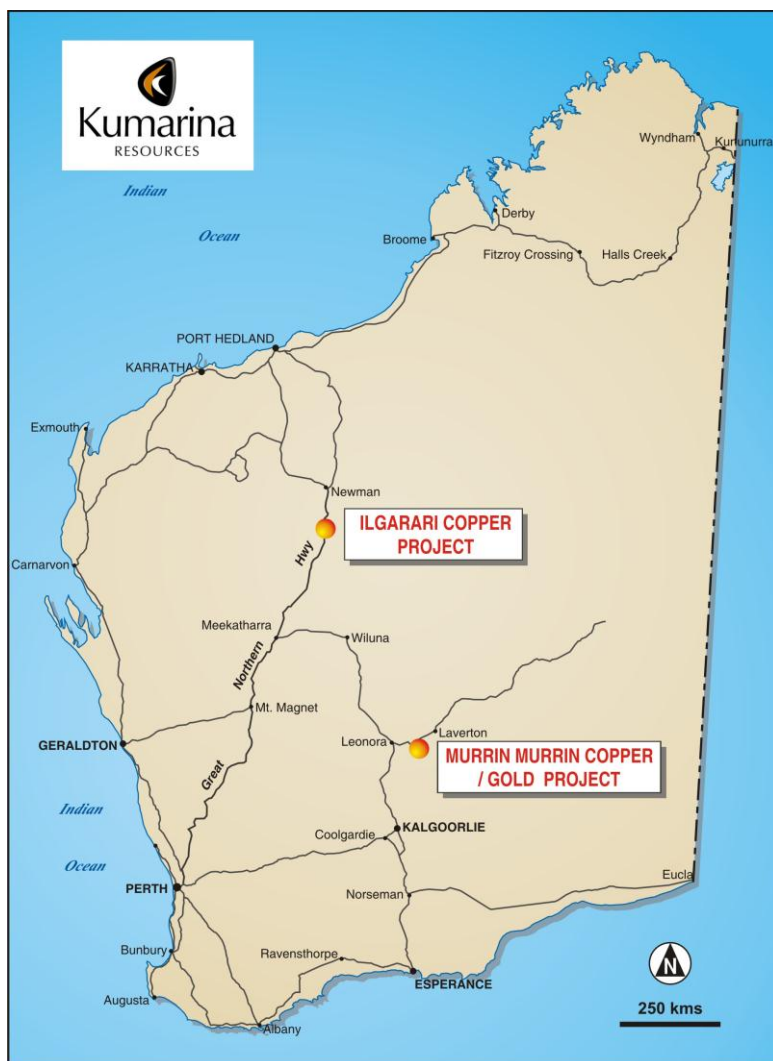 Kumarina
RESOURCES
Indian
Ocean
Wyndham
Kununurra
Derby
Broome
Fitzroy Crossing
Halls Creek
PORT HEDLAND
KARRATHA
Exmouth
Newman
ILGARARI COPPER
PROJECT
Hwy
Carnarvon
Meekatharra
Wiluna
Northern
Mt. Magnet
Laverton
Leonora
GERALDTON
MURRIN MURRIN COPPER
/ GOLD PROJECT
Great
Indian
KALGOORLIE
Coolgardie
Ocean
Eucla
PERTH
Norseman
Bunbury
Ravensthorpe
N
ESPERANCE
Augusta
250 kms
Albany